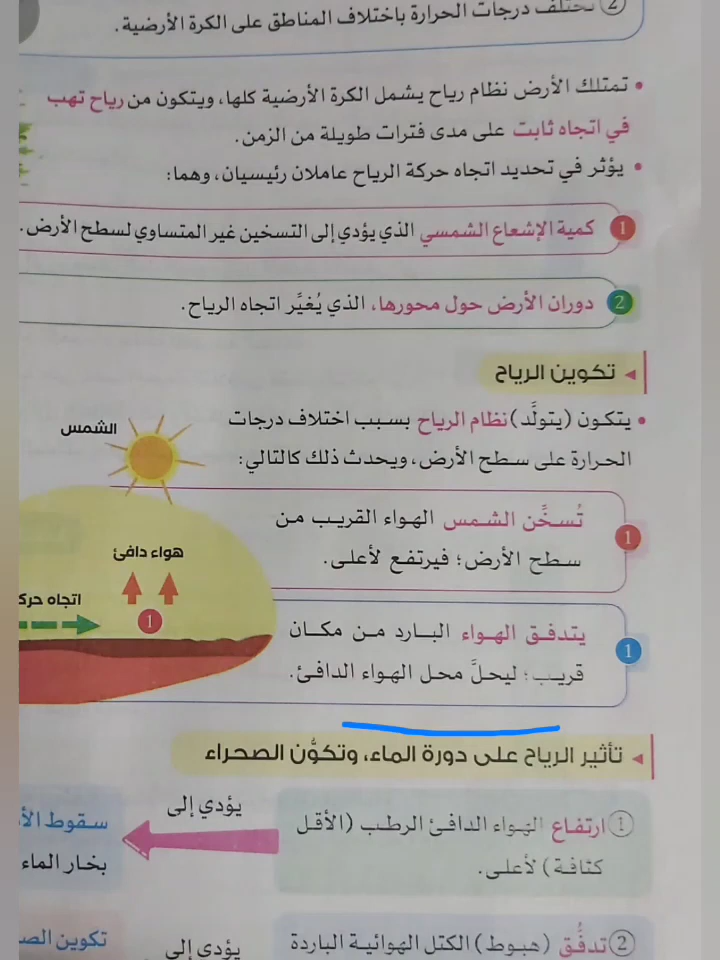 ② تختلف درجات الحرارة باختلاف المناطق على الكرة الأرضية.
• تمتلك الأرض نظام رياح يشمل الكرة الأرضية كلها، ويتكون من رياح تهب
في اتجاه ثابت على مدى فترات طويلة من الزمن.
• يؤثر في تحديد اتجاه حركة الرياح عاملان رئيسيان، وهما:
1 كمية الإشعاع الشمسي الذي يؤدي إلى التسخين غير المتساوي لسطح الأرض.
2 دوران الأرض حول محورها، الذي يُغيِّر اتجاه الرياح.
◂ تكوين الرياح
• يتكون (يتولَّد) نظام الرياح بسبب اختلاف درجات
الحرارة على سطح الأرض، ويحدث ذلك كالتالي:
الشمس
1 تُسخِّن الشمس الهواء القريب من
سطح الأرض؛ فيرتفع لأعلى.
هواء دافئ
اتجاه
1
1 يتدفق الهواء البارد من مكان
قريب؛ ليحلَّ محل الهواء الدافئ.
◂ تأثير الرياح على دورة الماء، وتكوُّن الصحراء
① ارتفاع الهواء الدافئ الرطب (الأقل
كثافة) لأعلى.
يؤدي إلى
سقوط
بخار الماء
② تدفُّق (هبوط) الكتل الهوائية الباردة
يؤدي إلى
تكوين